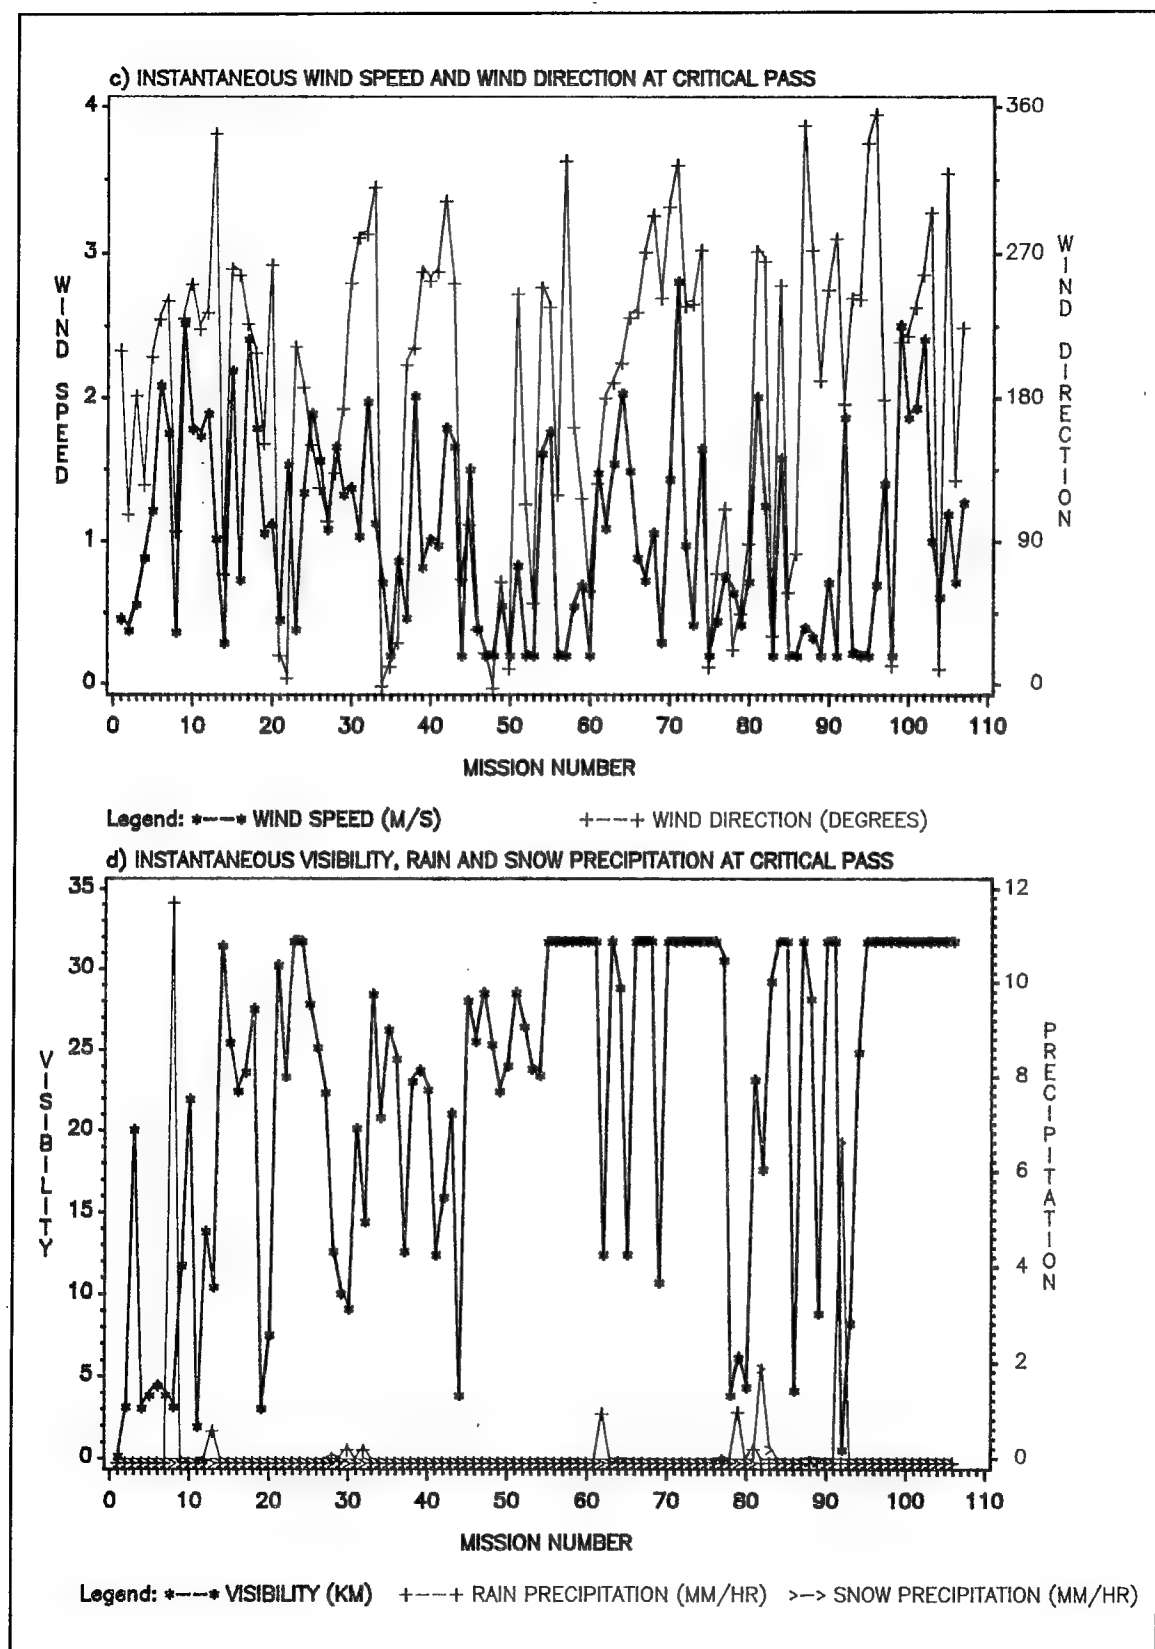 c) INSTANTANEOUS WIND SPEED AND WIND DIRECTION AT CRITICAL PASS
4
3
2
1
0
WIND SPEED
360
270
180
90
0
WIND DIRECTION
0 10 20 30 40 50 60 70 80 90 100 110
MISSION NUMBER
Legend: *---* WIND SPEED (M/S) +---+ WIND DIRECTION (DEGREES)
d) INSTANTANEOUS VISIBILITY, RAIN AND SNOW PRECIPITATION AT CRITICAL PASS
35
30
25
20
15
10
5
0
VISIBILITY
12
10
8
6
4
2
0
PRECIPITATION
0 10 20 30 40 50 60 70 80 90 100 110
MISSION NUMBER
Legend: *---* VISIBILITY (KM) +---+ RAIN PRECIPITATION (MM/HR) >-> SNOW PRECIPITATION (MM/HR)